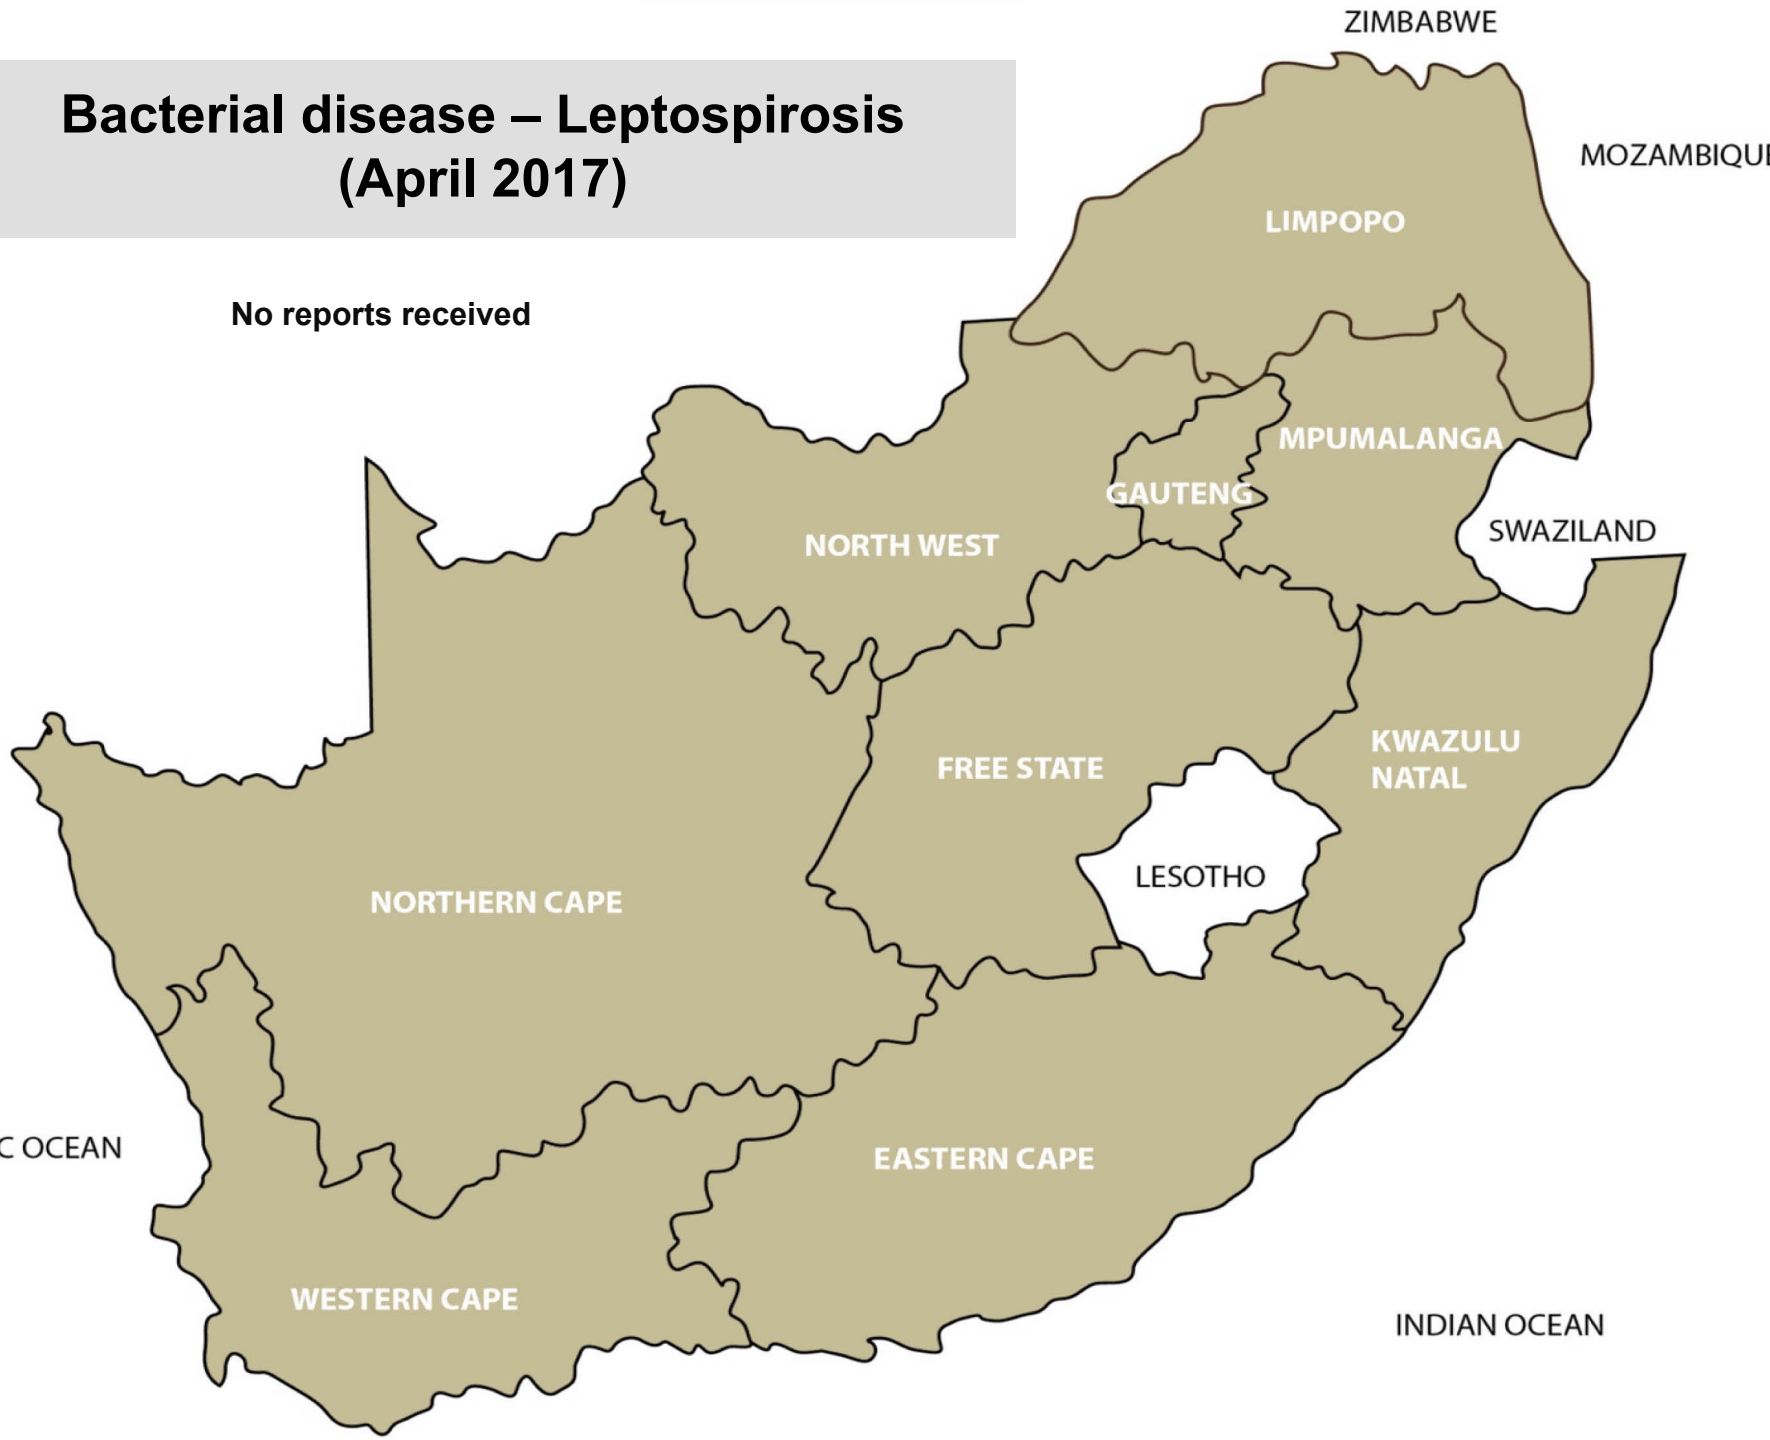 ZIMBABWE
Bacterial disease – Leptospirosis
(April 2017)
MOZAMBIQUE
LIMPOPO
No reports received
MPUMALANGA
GAUTENG
SWAZILAND
NORTH WEST
KWAZULU
NATAL
FREE STATE
LESOTHO
NORTHERN CAPE
C OCEAN
EASTERN CAPE
WESTERN CAPE
INDIAN OCEAN